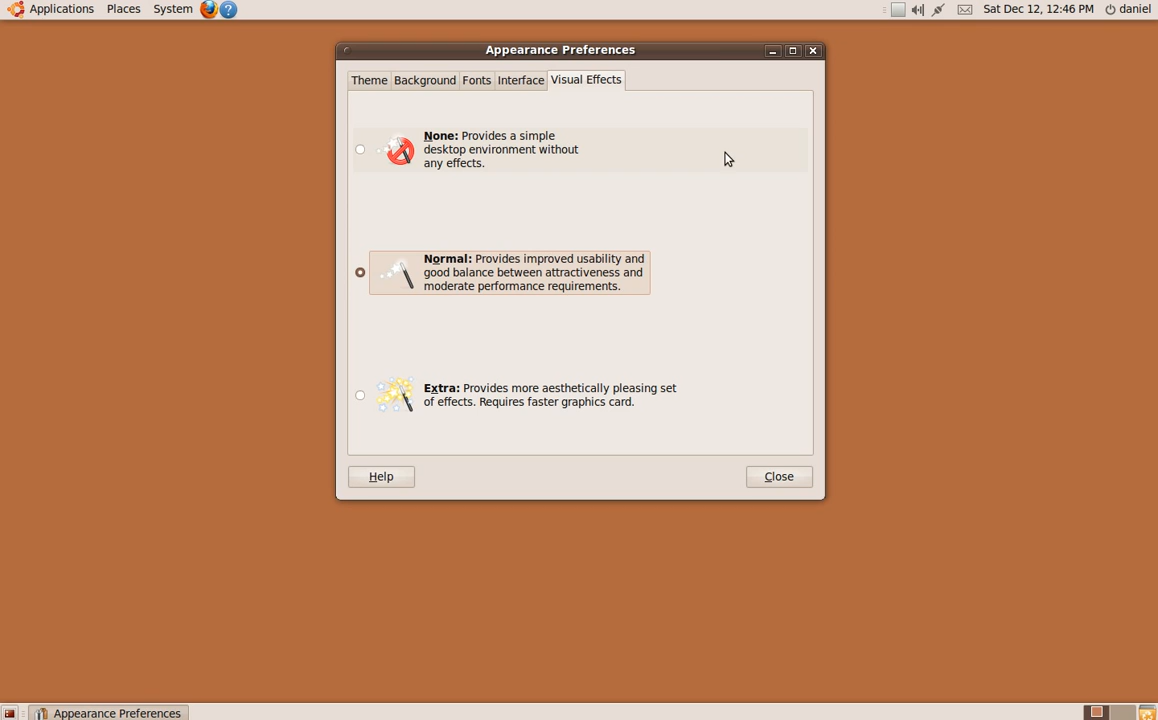 Applications Places System
Sat Dec 12, 12:46 PM daniel
Appearance Preferences
Theme Background Fonts Interface Visual Effects
None: Provides a simple
desktop environment without
any effects.
Normal: Provides improved usability and
good balance between attractiveness and
moderate performance requirements.
Extra: Provides more aesthetically pleasing set
of effects. Requires faster graphics card.
Help Close
Appearance Preferences